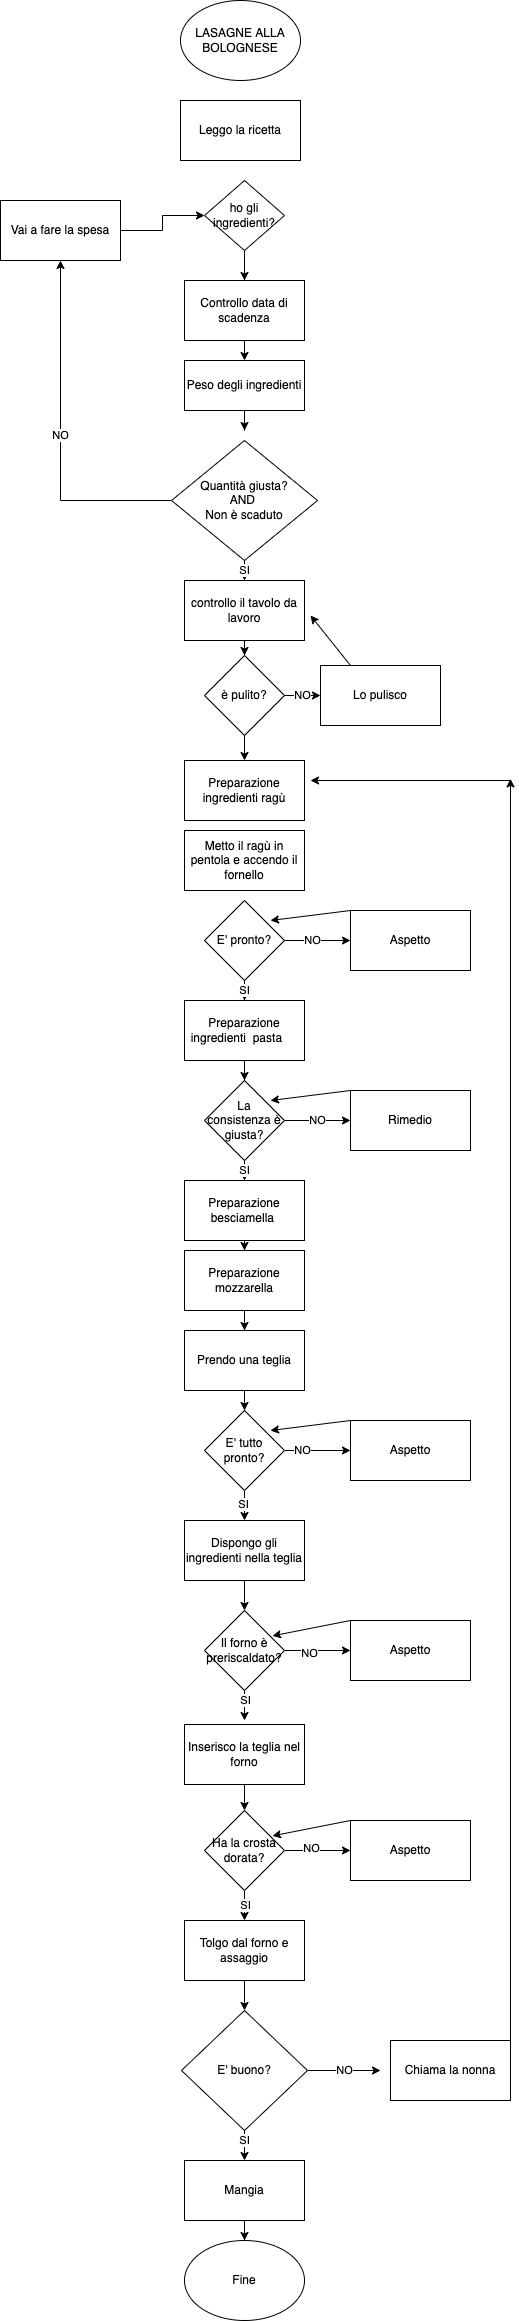 LASAGNE ALLA
BOLOGNESE
Leggo la ricetta
ho gli
ingredienti?
Vai a fare la spesa
Controllo data di
scadenza
Peso degli ingredienti
NO
Quantità giusta?
AND
Non è scaduto
SI
controllo il tavolo da
lavoro
è pulito?
NO
Lo pulisco
Preparazione
ingredienti ragù
Metto il ragù in
pentola e accendo il
fornello
E' pronto?
NO
Aspetto
SI
Preparazione
ingredienti pasta
La
consistenza è
giusta?
NO
Rimedio
SI
Preparazione
besciamella
Preparazione
mozzarella
Prendo una teglia
E' tutto
pronto?
NO
Aspetto
SI
Dispongo gli
ingredienti nella teglia
Il forno è
preriscaldato?
NO
Aspetto
SI
Inserisco la teglia nel
forno
Ha la crosta
dorata?
NO
Aspetto
SI
Tolgo dal forno e
assaggio
E' buono?
NO
Chiama la nonna
SI
Mangia
Fine